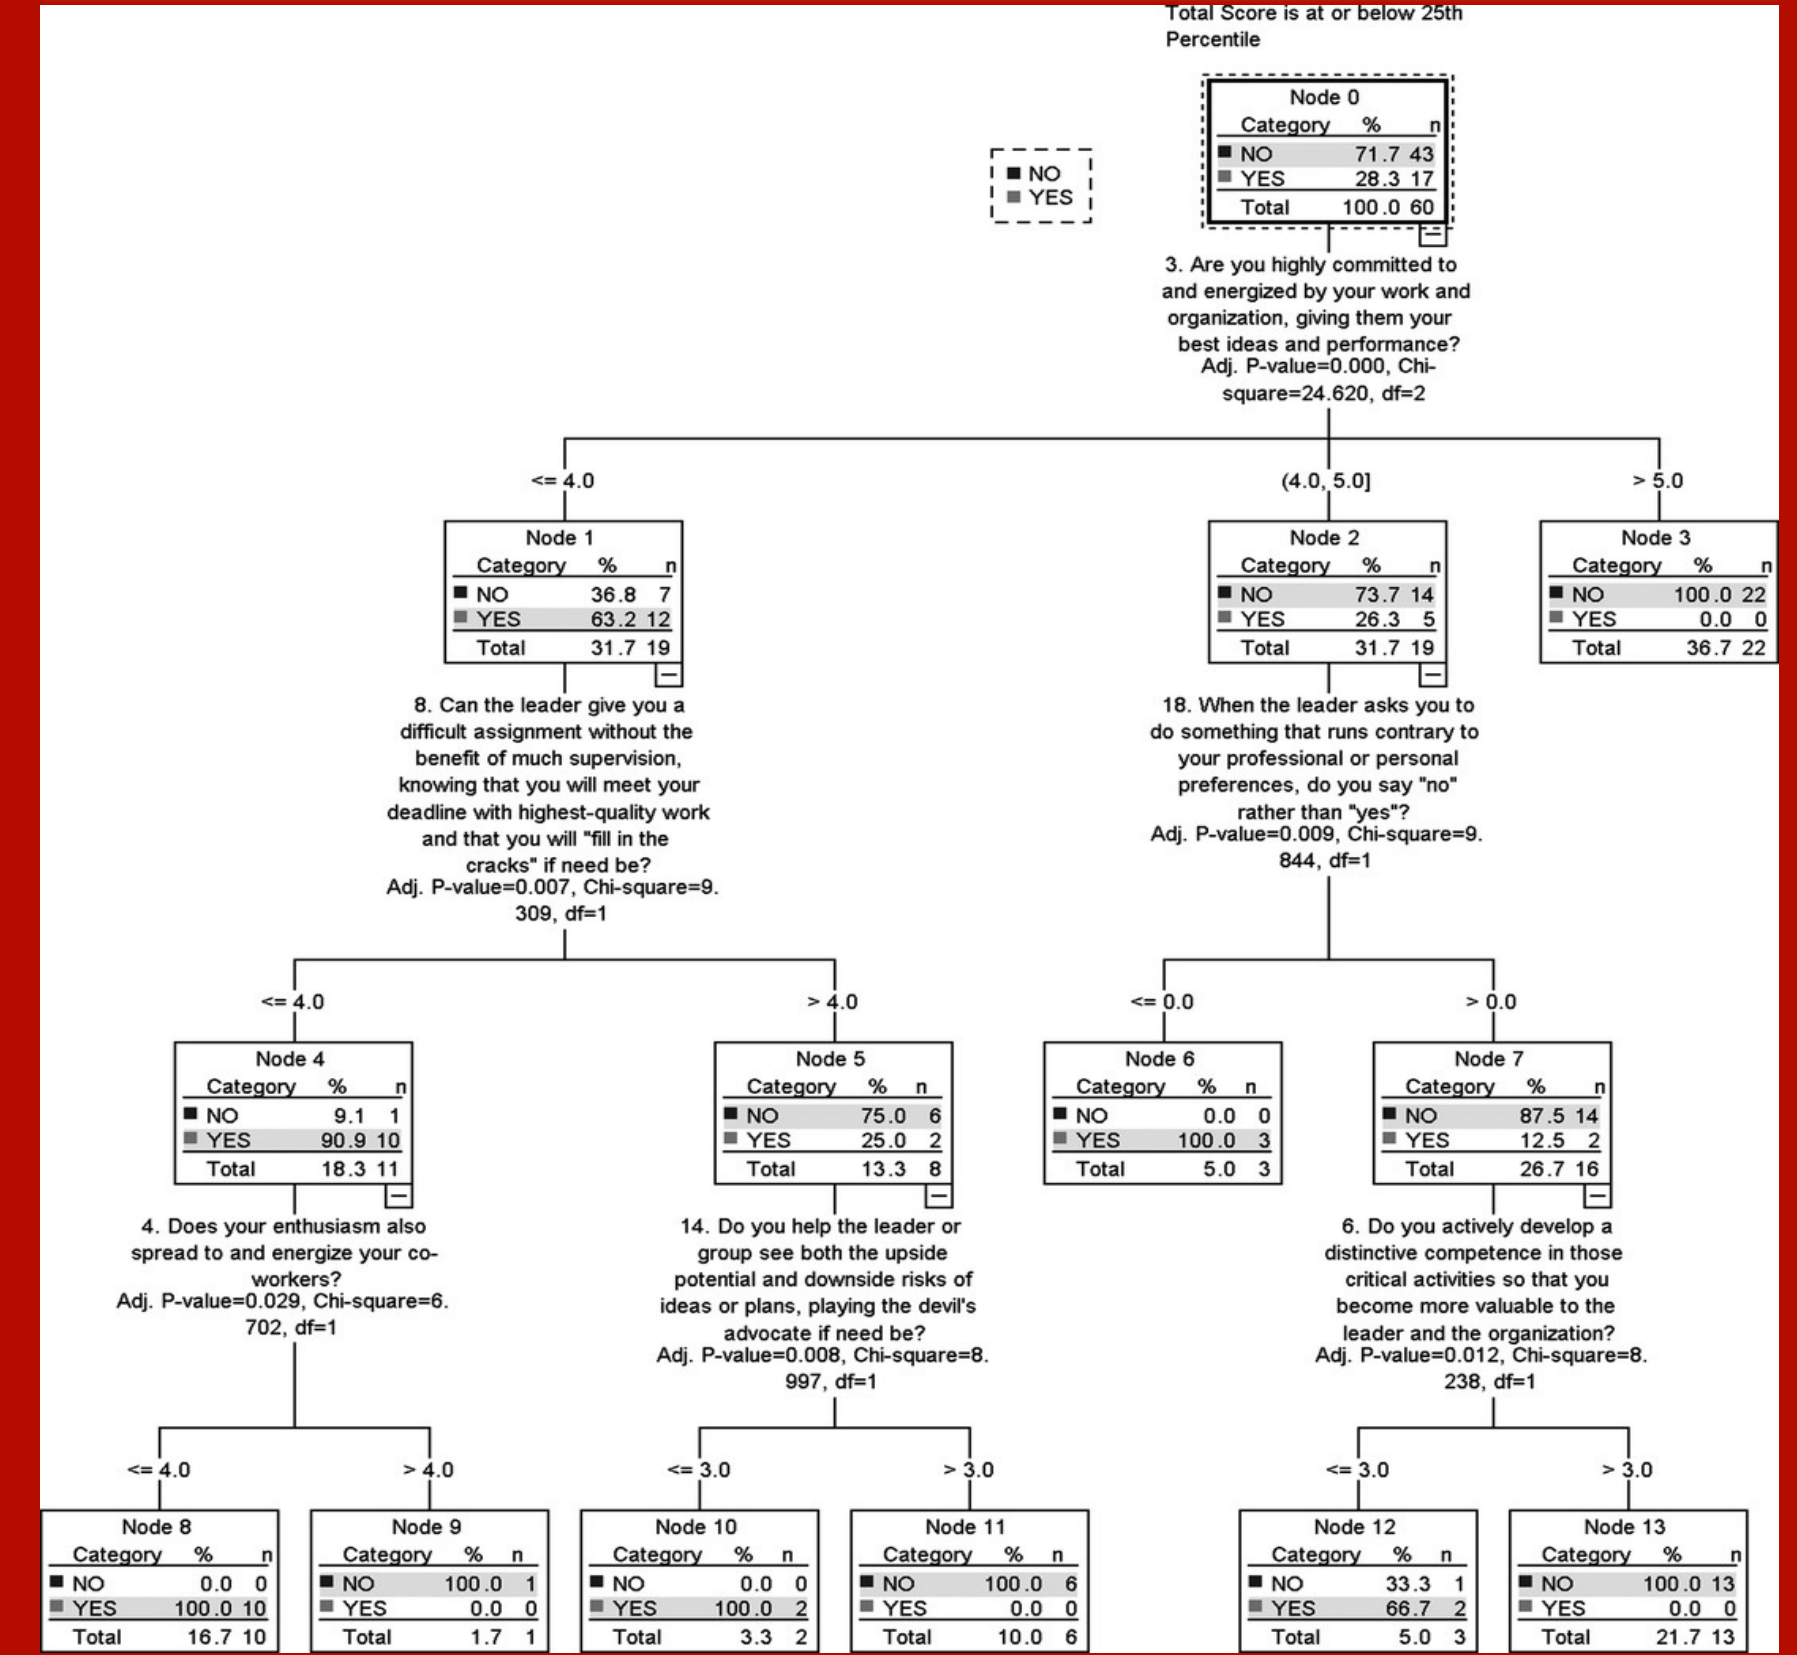 Total Score is at or below 25th
Percentile
Node 0
Category % n
NO 71.7 43
YES 28.3 17
Total 100.0 60
NO
YES
3. Are you highly committed to
and energized by your work and
organization, giving them your
best ideas and performance?
Adj. P-value=0.000, Chi-
square=24.620, df=2
<= 4.0
(4.0, 5.0]
> 5.0
Node 1
Category % n
NO 36.8 7
YES 63.2 12
Total 31.7 19
Node 2
Category % n
NO 73.7 14
YES 26.3 5
Total 31.7 19
Node 3
Category % n
NO 100.0 22
YES 0.0 0
Total 36.7 22
8. Can the leader give you a
difficult assignment without the
benefit of much supervision,
knowing that you will meet your
deadline with highest-quality work
and that you will "fill in the
cracks" if need be?
Adj. P-value=0.007, Chi-square=9.
309, df=1
18. When the leader asks you to
do something that runs contrary to
your professional or personal
preferences, do you say "no"
rather than "yes"?
Adj. P-value=0.009, Chi-square=9.
844, df=1
<= 4.0
> 4.0
<= 0.0
> 0.0
Node 4
Category % n
NO 9.1 1
YES 90.9 10
Total 18.3 11
Node 5
Category % n
NO 75.0 6
YES 25.0 2
Total 13.3 8
Node 6
Category % n
NO 0.0 0
YES 100.0 3
Total 5.0 3
Node 7
Category % n
NO 87.5 14
YES 12.5 2
Total 26.7 16
4. Does your enthusiasm also
spread to and energize your co-
workers?
Adj. P-value=0.029, Chi-square=6.
702, df=1
14. Do you help the leader or
group see both the upside
potential and downside risks of
ideas or plans, playing the devil's
advocate if need be?
Adj. P-value=0.008, Chi-square=8.
997, df=1
6. Do you actively develop a
distinctive competence in those
critical activities so that you
become more valuable to the
leader and the organization?
Adj. P-value=0.012, Chi-square=8.
238, df=1
<= 4.0
> 4.0
<= 3.0
> 3.0
<= 3.0
> 3.0
Node 8
Category % n
NO 0.0 0
YES 100.0 10
Total 16.7 10
Node 9
Category % n
NO 100.0 1
YES 0.0 0
Total 1.7 1
Node 10
Category % n
NO 0.0 0
YES 100.0 2
Total 3.3 2
Node 11
Category % n
NO 100.0 6
YES 0.0 0
Total 10.0 6
Node 12
Category % n
NO 33.3 1
YES 66.7 2
Total 5.0 3
Node 13
Category % n
NO 100.0 13
YES 0.0 0
Total 21.7 13